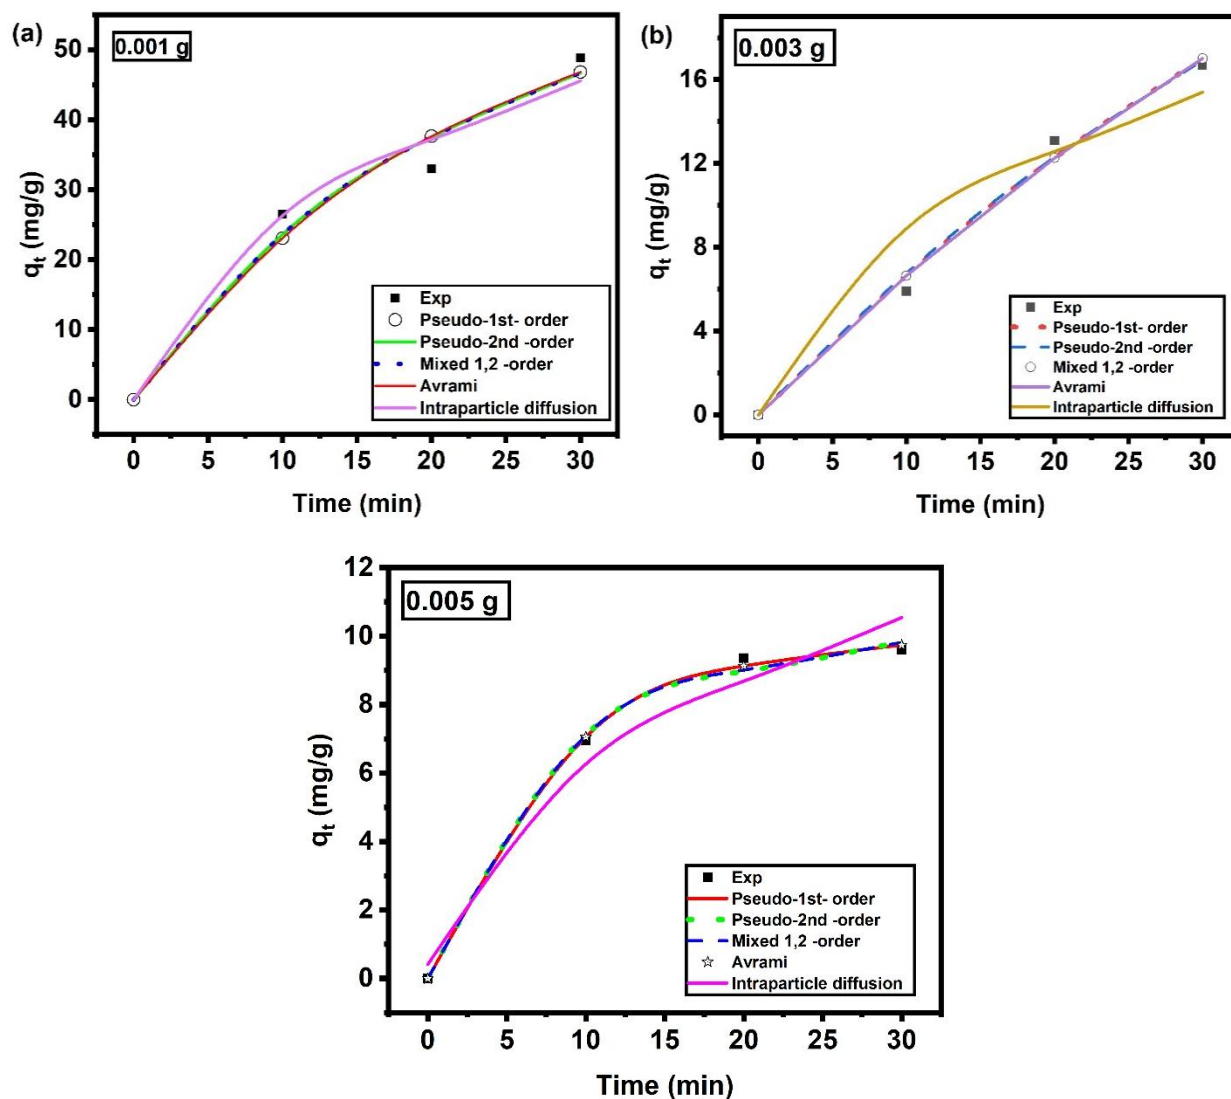 (a)
0.001 g
50
40
30
20
10
0
qt (mg/g)
Exp
Pseudo-1st- order
Pseudo-2nd -order
Mixed 1,2 -order
Avrami
Intraparticle diffusion
0 5 10 15 20 25 30
Time (min)
(b)
0.003 g
16
12
8
4
0
qt (mg/g)
Exp
Pseudo-1st- order
Pseudo-2nd -order
Mixed 1,2 -order
Avrami
Intraparticle diffusion
0 5 10 15 20 25 30
Time (min)
0.005 g
12
10
8
6
4
2
0
qt (mg/g)
Exp
Pseudo-1st- order
Pseudo-2nd -order
Mixed 1,2 -order
Avrami
Intraparticle diffusion
0 5 10 15 20 25 30
Time (min)